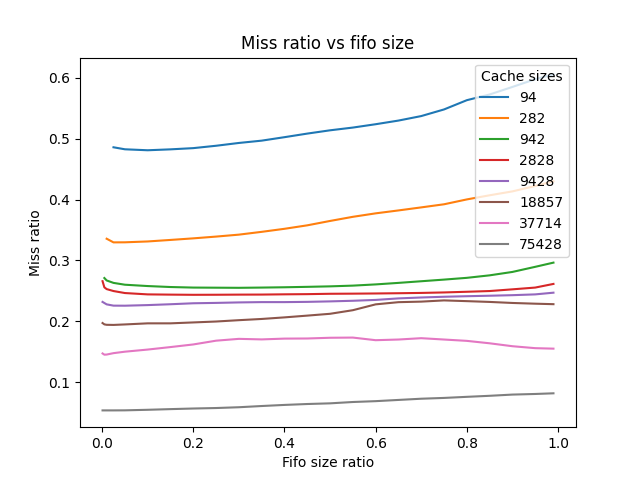 Miss ratio vs fifo size
Cache sizes
94
282
942
2828
9428
18857
37714
75428
Miss ratio
0.6
0.5
0.4
0.3
0.2
0.1
0.0 0.2 0.4 0.6 0.8 1.0
Fifo size ratio